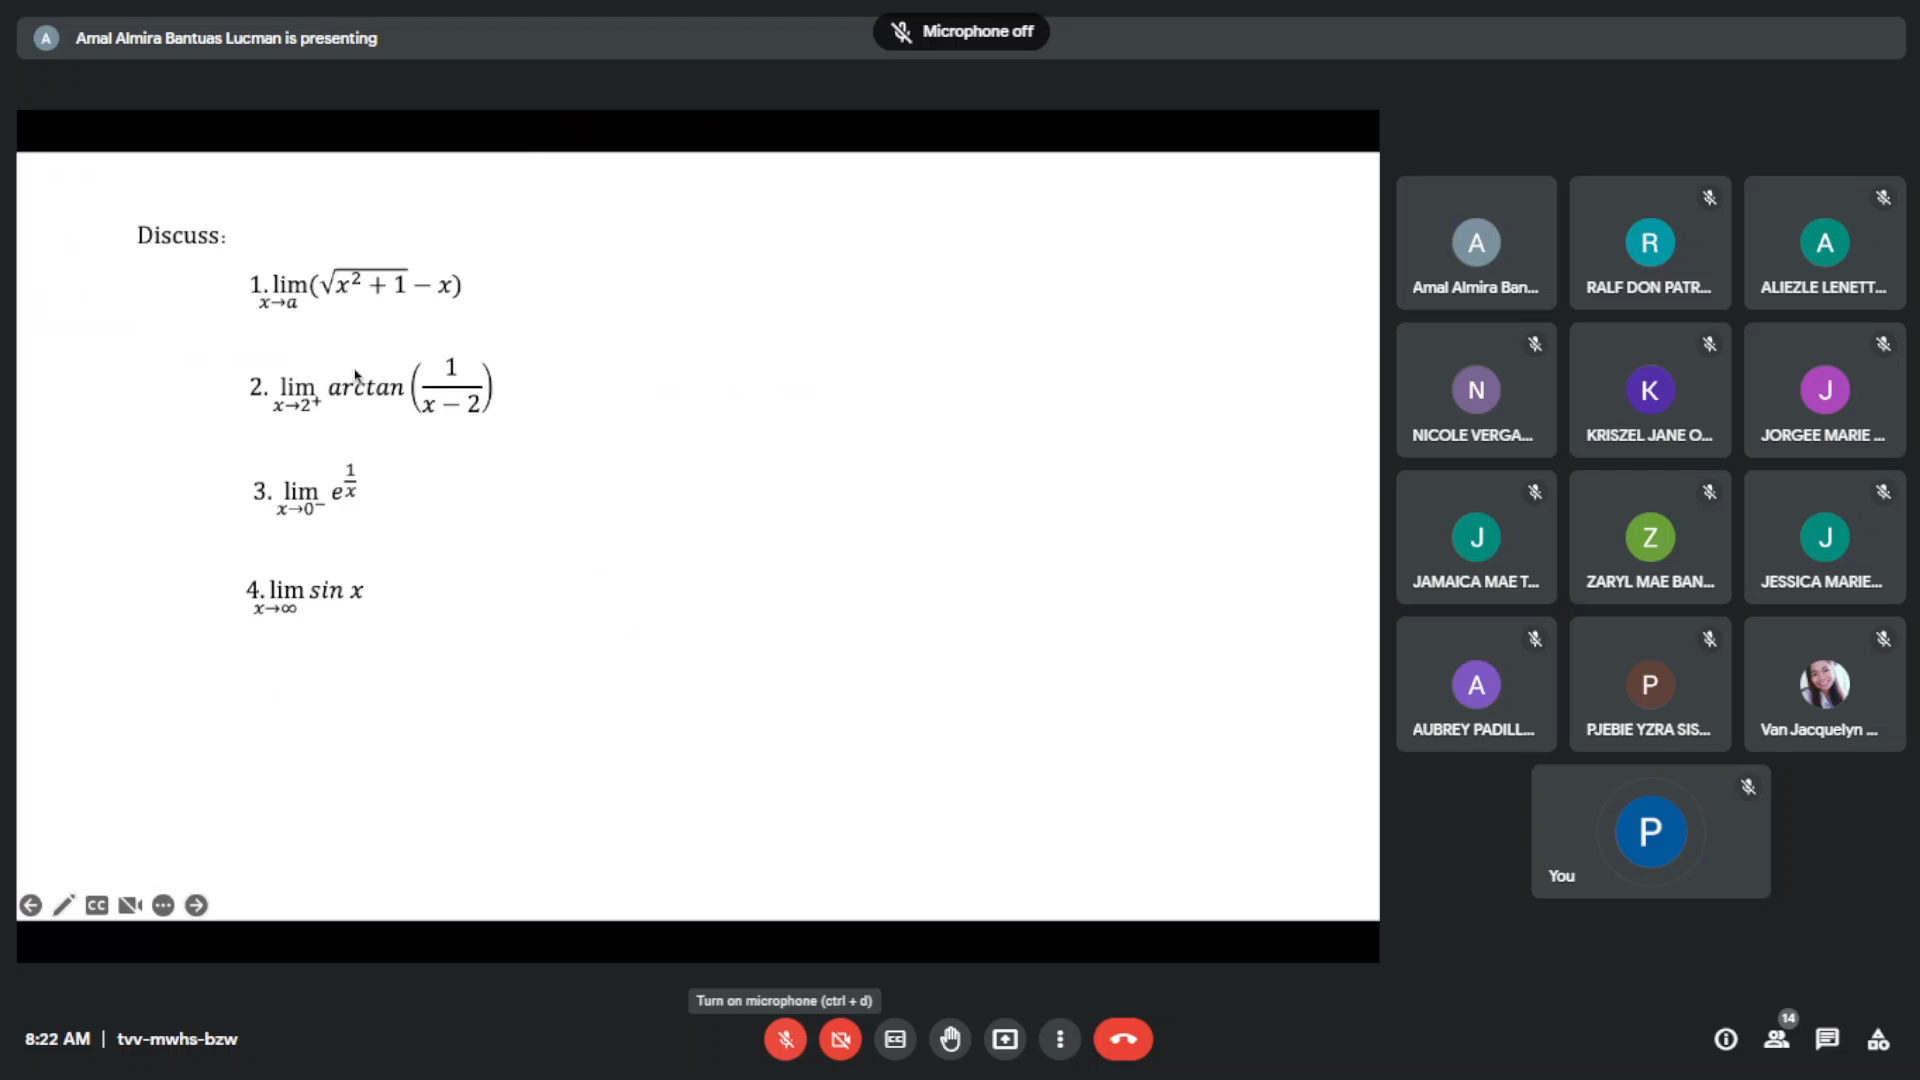 A Amal Almira Bantuas Lucman is presenting
Microphone off
Discuss:
1. lim x→a (√x² + 1 − x)
2. lim x→2⁺ arctan (1/(x − 2))
3. lim x→0⁻ e^(1/x)
4. lim x→∞ sin x
CC
A
Amal Almira Ban...
R
RALF DON PATR...
A
ALIEZLE LENETT...
N
NICOLE VERGA...
K
KRISZEL JANE O...
J
JORGEE MARIE ...
J
JAMAICA MAE T...
Z
ZARYL MAE BAN...
J
JESSICA MARIE...
A
AUBREY PADILL...
P
PJEBIE YZRA SIS...
Van Jacquelyn ...
P
You
Turn on microphone (ctrl + d)
8:22 AM | tvv-mwhs-bzw
14